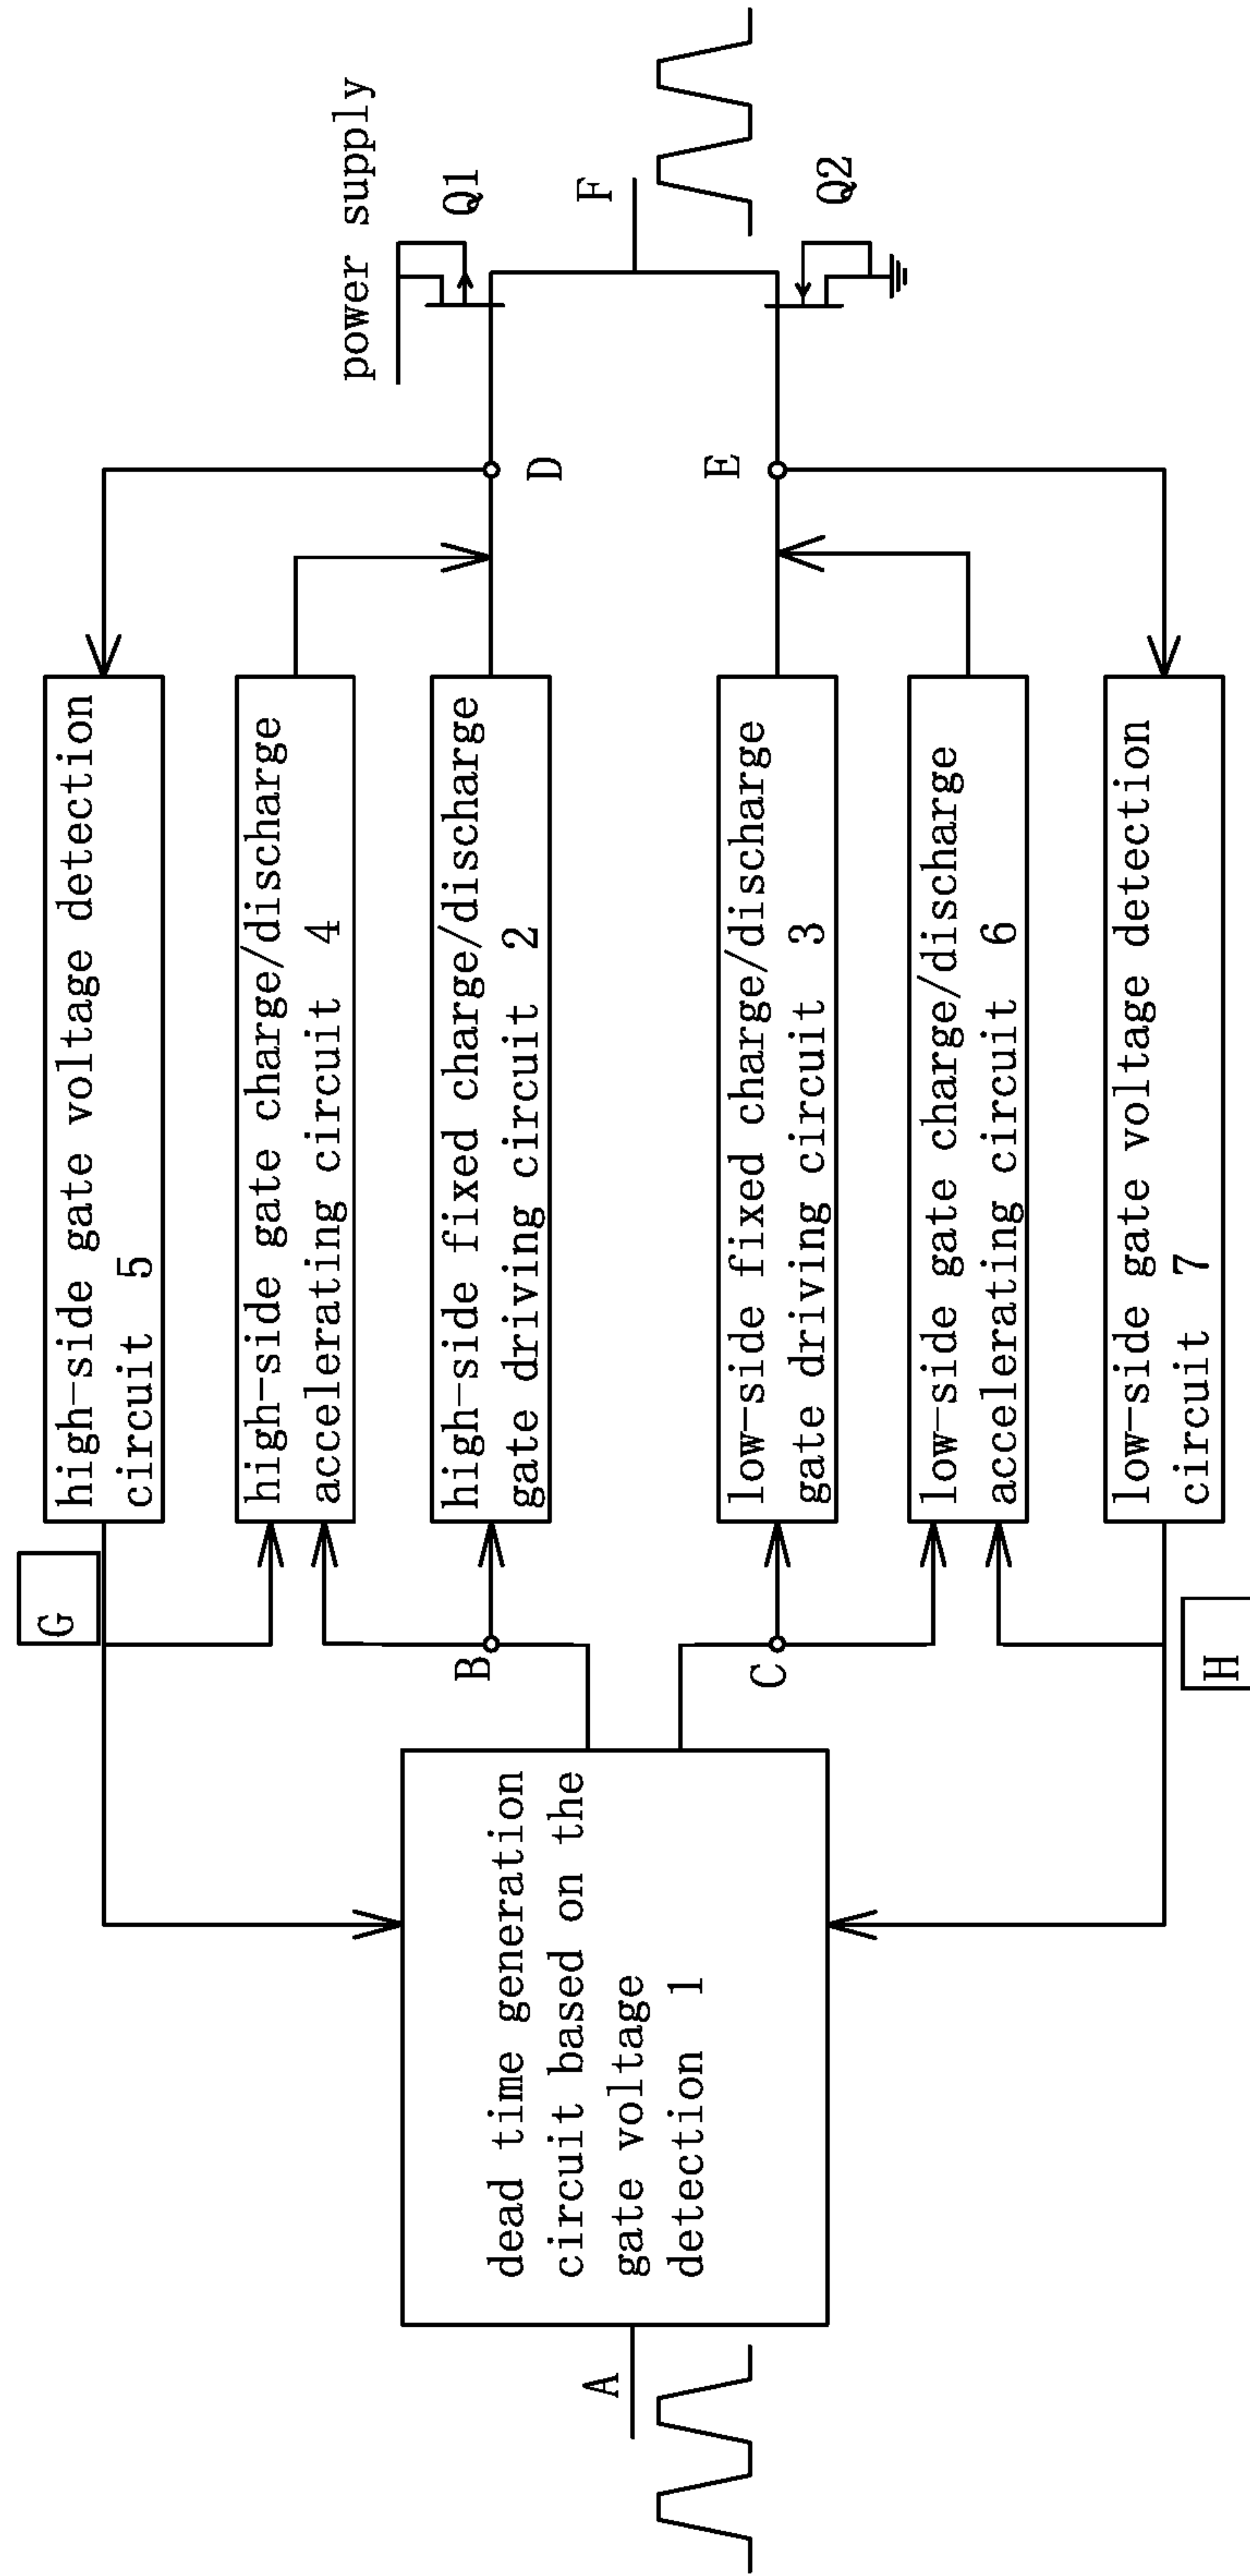 high-side gate voltage detection
circuit 5
G
high-side gate charge/discharge
accelerating circuit 4
high-side fixed charge/discharge
gate driving circuit 2
B
D
power supply
Q1
dead time generation
circuit based on the
gate voltage
detection 1
A
F
C
E
low-side fixed charge/discharge
gate driving circuit 3
Q2
low-side gate charge/discharge
accelerating circuit 6
low-side gate voltage detection
circuit 7
H